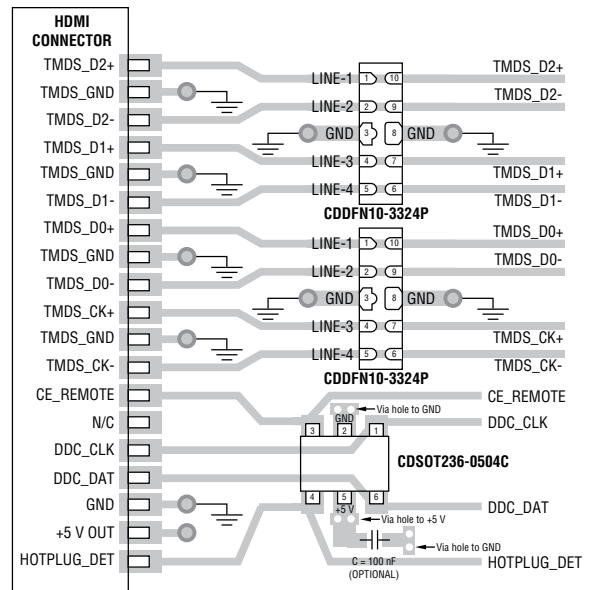 HDMI
CONNECTOR
TMDS_D2+
TMDS_GND
TMDS_D2-
TMDS_D1+
TMDS_GND
TMDS_D1-
TMDS_D0+
TMDS_GND
TMDS_D0-
TMDS_CK+
TMDS_GND
TMDS_CK-
CE_REMOTE
N/C
DDC_CLK
DDC_DAT
GND
+5 V OUT
HOTPLUG_DET
LINE-1 1 10 TMDS_D2+
LINE-2 2 9 TMDS_D2-
GND 3 8 GND
LINE-3 4 7 TMDS_D1+
LINE-4 5 6 TMDS_D1-
CDDFN10-3324P
LINE-1 1 10 TMDS_D0+
LINE-2 2 9 TMDS_D0-
GND 3 8 GND
LINE-3 4 7 TMDS_CK+
LINE-4 5 6 TMDS_CK-
CDDFN10-3324P
CE_REMOTE
Via hole to GND
GND
DDC_CLK
3 2 1
CDSOT236-0504C
4 5 6
+5 V
DDC_DAT
Via hole to +5 V
Via hole to GND
C = 100 nF
(OPTIONAL)
HOTPLUG_DET